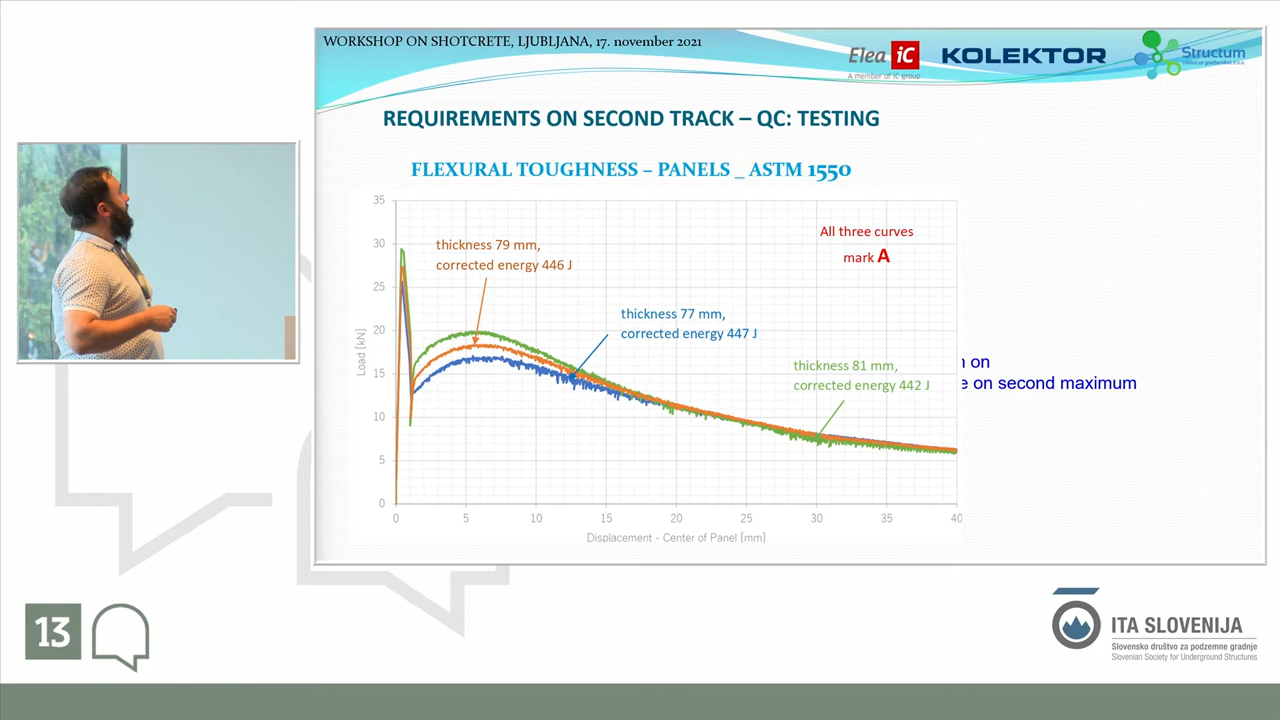 WORKSHOP ON SHOTCRETE, LJUBLJANA, 17. november 2021
Elea iC
A member of iC group
KOLEKTOR
Structum
REQUIREMENTS ON SECOND TRACK – QC: TESTING
FLEXURAL TOUGHNESS – PANELS _ ASTM 1550
35
30
25
20
15
10
5
0
Load [kN]
thickness 79 mm,
corrected energy 446 J
thickness 77 mm,
corrected energy 447 J
thickness 81 mm,
corrected energy 442 J
All three curves
mark A
on
e on second maximum
0 5 10 15 20 25 30 35 40
Displacement - Center of Panel [mm]
13
ITA SLOVENIJA
Slovensko društvo za podzemne gradnje
Slovenian Society for Underground Structures